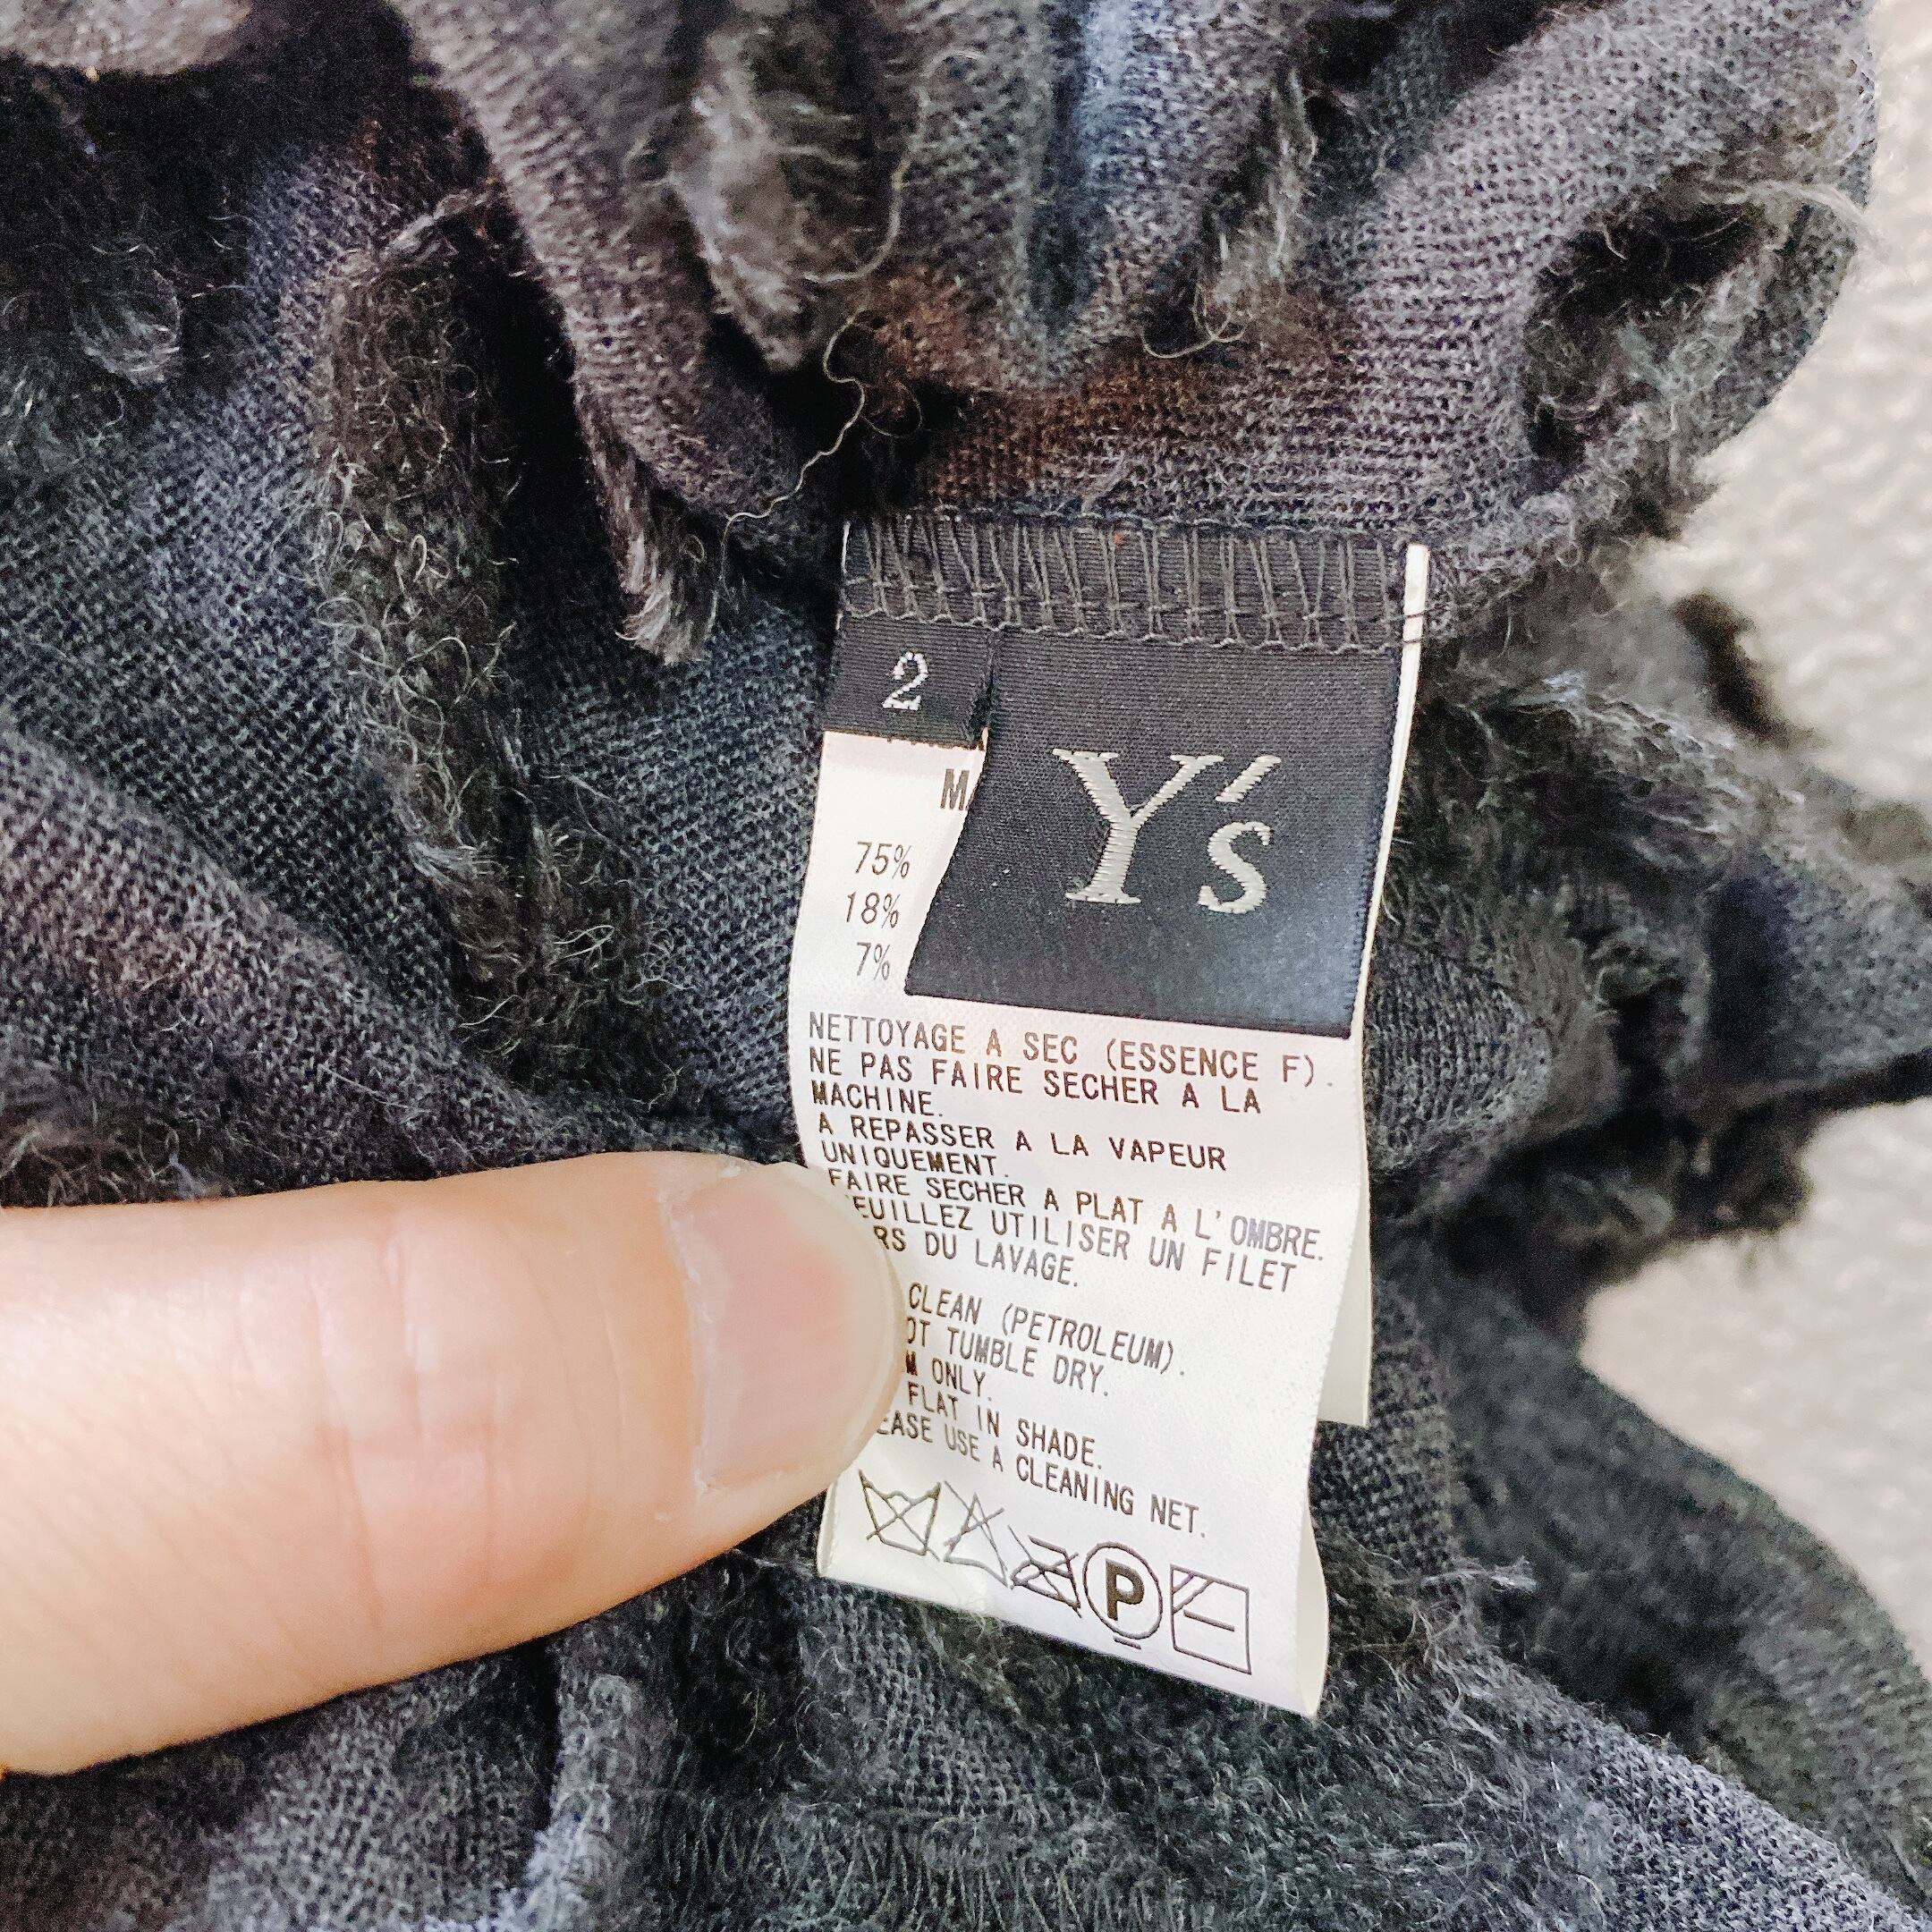 2
Y's
M
75%
18%
7%
NETTOYAGE A SEC (ESSENCE F).
NE PAS FAIRE SECHER A LA
MACHINE.
A REPASSER A LA VAPEUR
UNIQUEMENT.
FAIRE SECHER A PLAT A L'OMBRE.
EUILLEZ UTILISER UN FILET
RS DU LAVAGE.
CLEAN (PETROLEUM).
OT TUMBLE DRY.
M ONLY.
FLAT IN SHADE.
EASE USE A CLEANING NET.
P